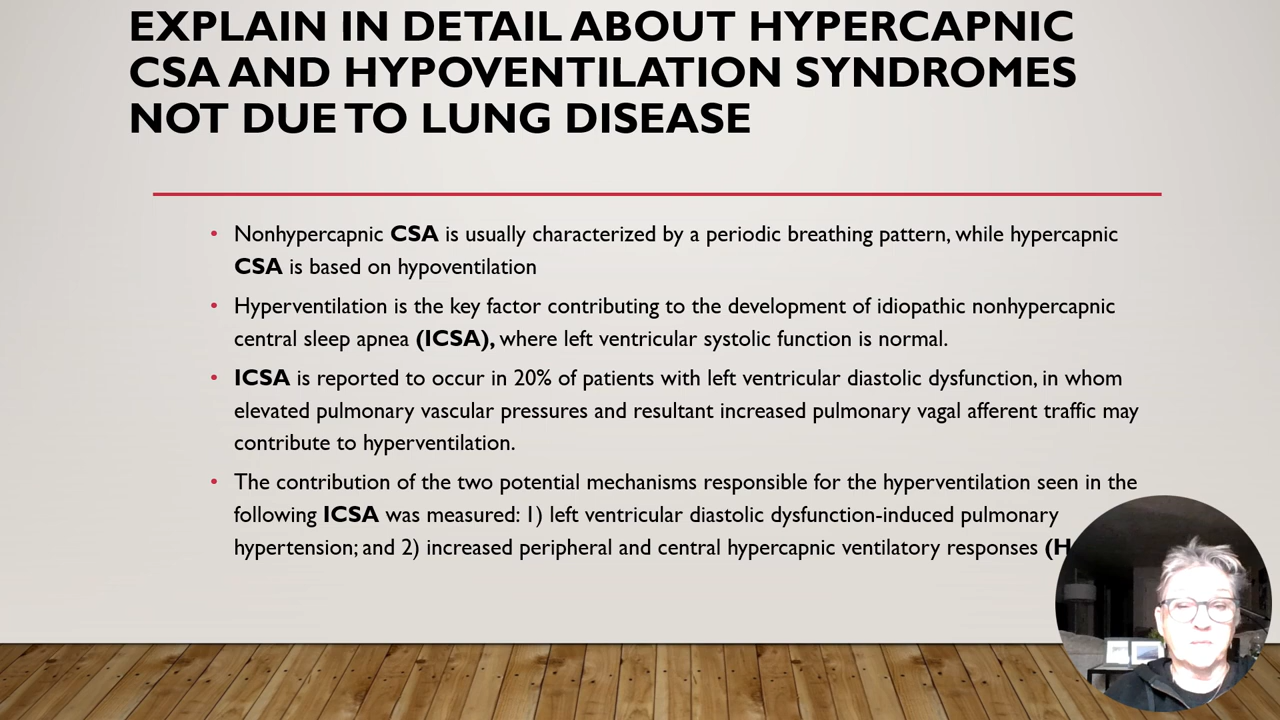 EXPLAIN IN DETAIL ABOUT HYPERCAPNIC
CSA AND HYPOVENTILATION SYNDROMES
NOT DUE TO LUNG DISEASE
• Nonhypercapnic CSA is usually characterized by a periodic breathing pattern, while hypercapnic
CSA is based on hypoventilation
• Hyperventilation is the key factor contributing to the development of idiopathic nonhypercapnic
central sleep apnea (ICSA), where left ventricular systolic function is normal.
• ICSA is reported to occur in 20% of patients with left ventricular diastolic dysfunction, in whom
elevated pulmonary vascular pressures and resultant increased pulmonary vagal afferent traffic may
contribute to hyperventilation.
• The contribution of the two potential mechanisms responsible for the hyperventilation seen in the
following ICSA was measured: 1) left ventricular diastolic dysfunction-induced pulmonary
hypertension; and 2) increased peripheral and central hypercapnic ventilatory responses